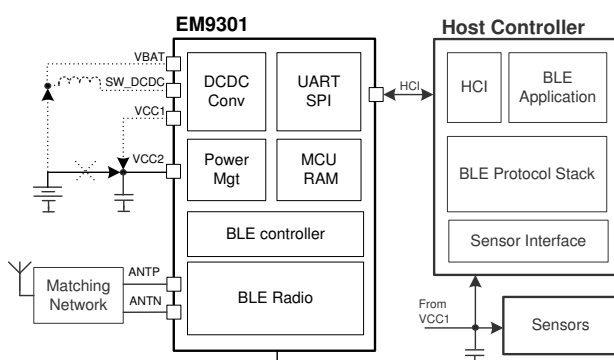 EM9301
Host Controller
VBAT
SW_DCDC
VCC1
VCC2
DCDC
Conv
UART
SPI
Power
Mgt
MCU
RAM
BLE controller
BLE Radio
HCI
HCI
BLE
Application
BLE Protocol Stack
Sensor Interface
Matching
Network
ANTP
ANTN
From
VCC1
Sensors